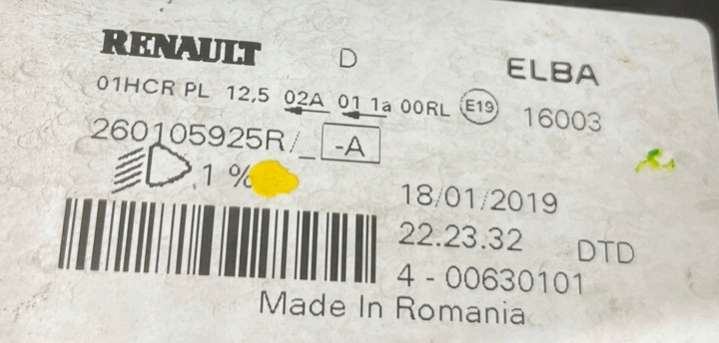 RENAULT D ELBA
01HCR PL 12,5 02A 01 1a 00RL E19 16003
260105925R/_ -A
.1 %
18/01/2019
22.23.32 DTD
4 - 00630101
Made In Romania